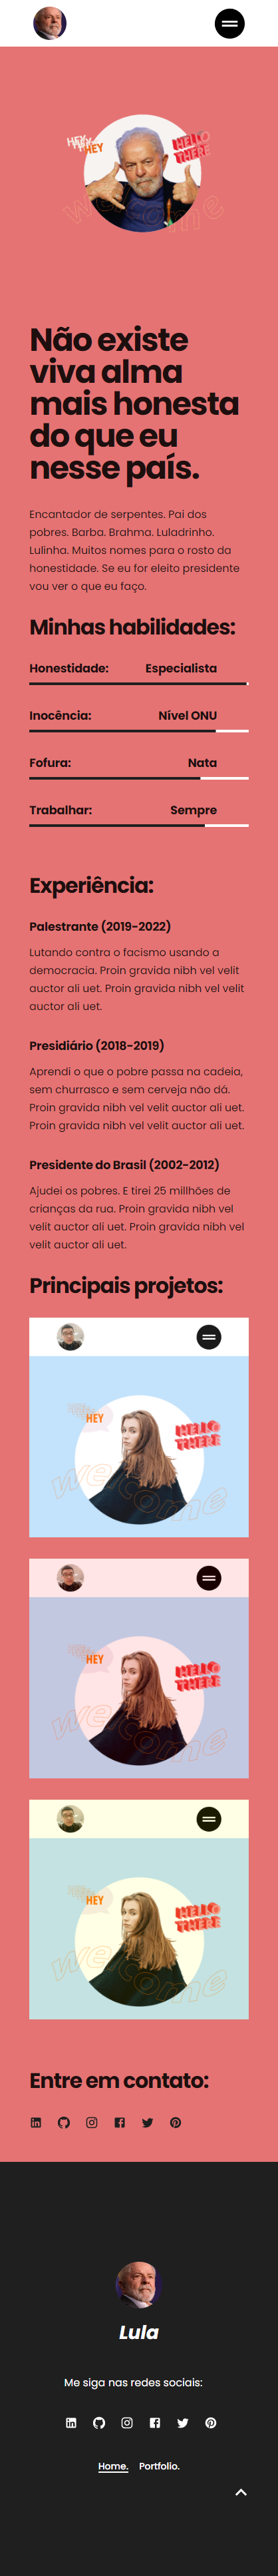 HEY
HEY
HEY
HELLO
THERE
welcome
Não existe
viva alma
mais honesta
do que eu
nesse país.
Encantador de serpentes. Pai dos
pobres. Barba. Brahma. Luladrinho.
Lulinha. Muitos nomes para o rosto da
honestidade. Se eu for eleito presidente
vou ver o que eu faço.
Minhas habilidades:
Honestidade: Especialista
Inocência: Nível ONU
Fofura: Nata
Trabalhar: Sempre
Experiência:
Palestrante (2019-2022)
Lutando contra o facismo usando a
democracia. Proin gravida nibh vel velit
auctor ali uet. Proin gravida nibh vel velit
auctor ali uet.
Presidiário (2018-2019)
Aprendi o que o pobre passa na cadeia,
sem churrasco e sem cerveja não dá.
Proin gravida nibh vel velit auctor ali uet.
Proin gravida nibh vel velit auctor ali uet.
Presidente do Brasil (2002-2012)
Ajudei os pobres. E tirei 25 millhões de
crianças da rua. Proin gravida nibh vel
velit auctor ali uet. Proin gravida nibh vel
velit auctor ali uet.
Principais projetos:
HEY
HELLO
THERE
welcome
HEY
HELLO
THERE
welcome
HEY
HELLO
THERE
welcome
Entre em contato:
Lula
Me siga nas redes sociais:
Home. Portfolio.